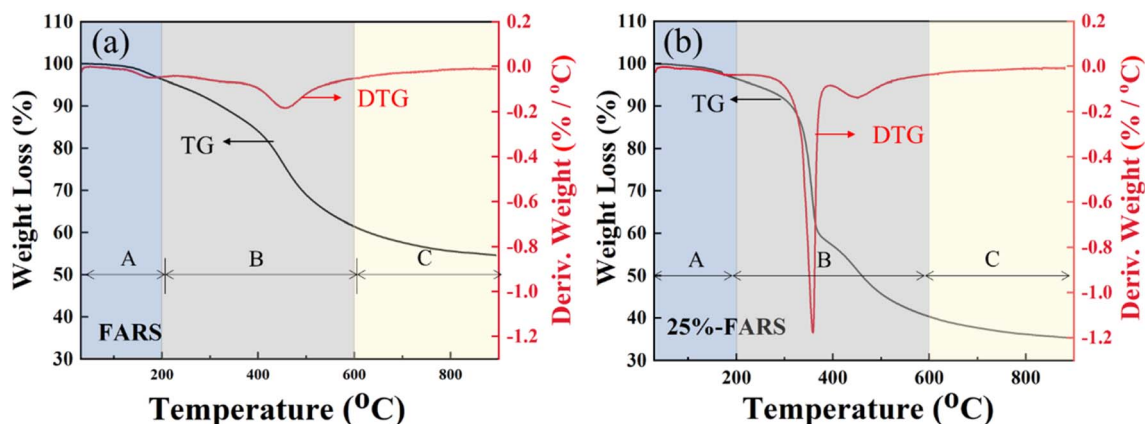 (a)
110
100
90
80
70
60
50
40
30
Weight Loss (%)
TG
DTG
A
B
C
FARS
200
400
600
800
Temperature (°C)
0.2
0.0
-0.2
-0.4
-0.6
-0.8
-1.0
-1.2
Deriv. Weight (% / °C)
(b)
110
100
90
80
70
60
50
40
30
Weight Loss (%)
TG
DTG
A
B
C
25%-FARS
200
400
600
800
Temperature (°C)
0.2
0.0
-0.2
-0.4
-0.6
-0.8
-1.0
-1.2
Deriv. Weight (% / °C)